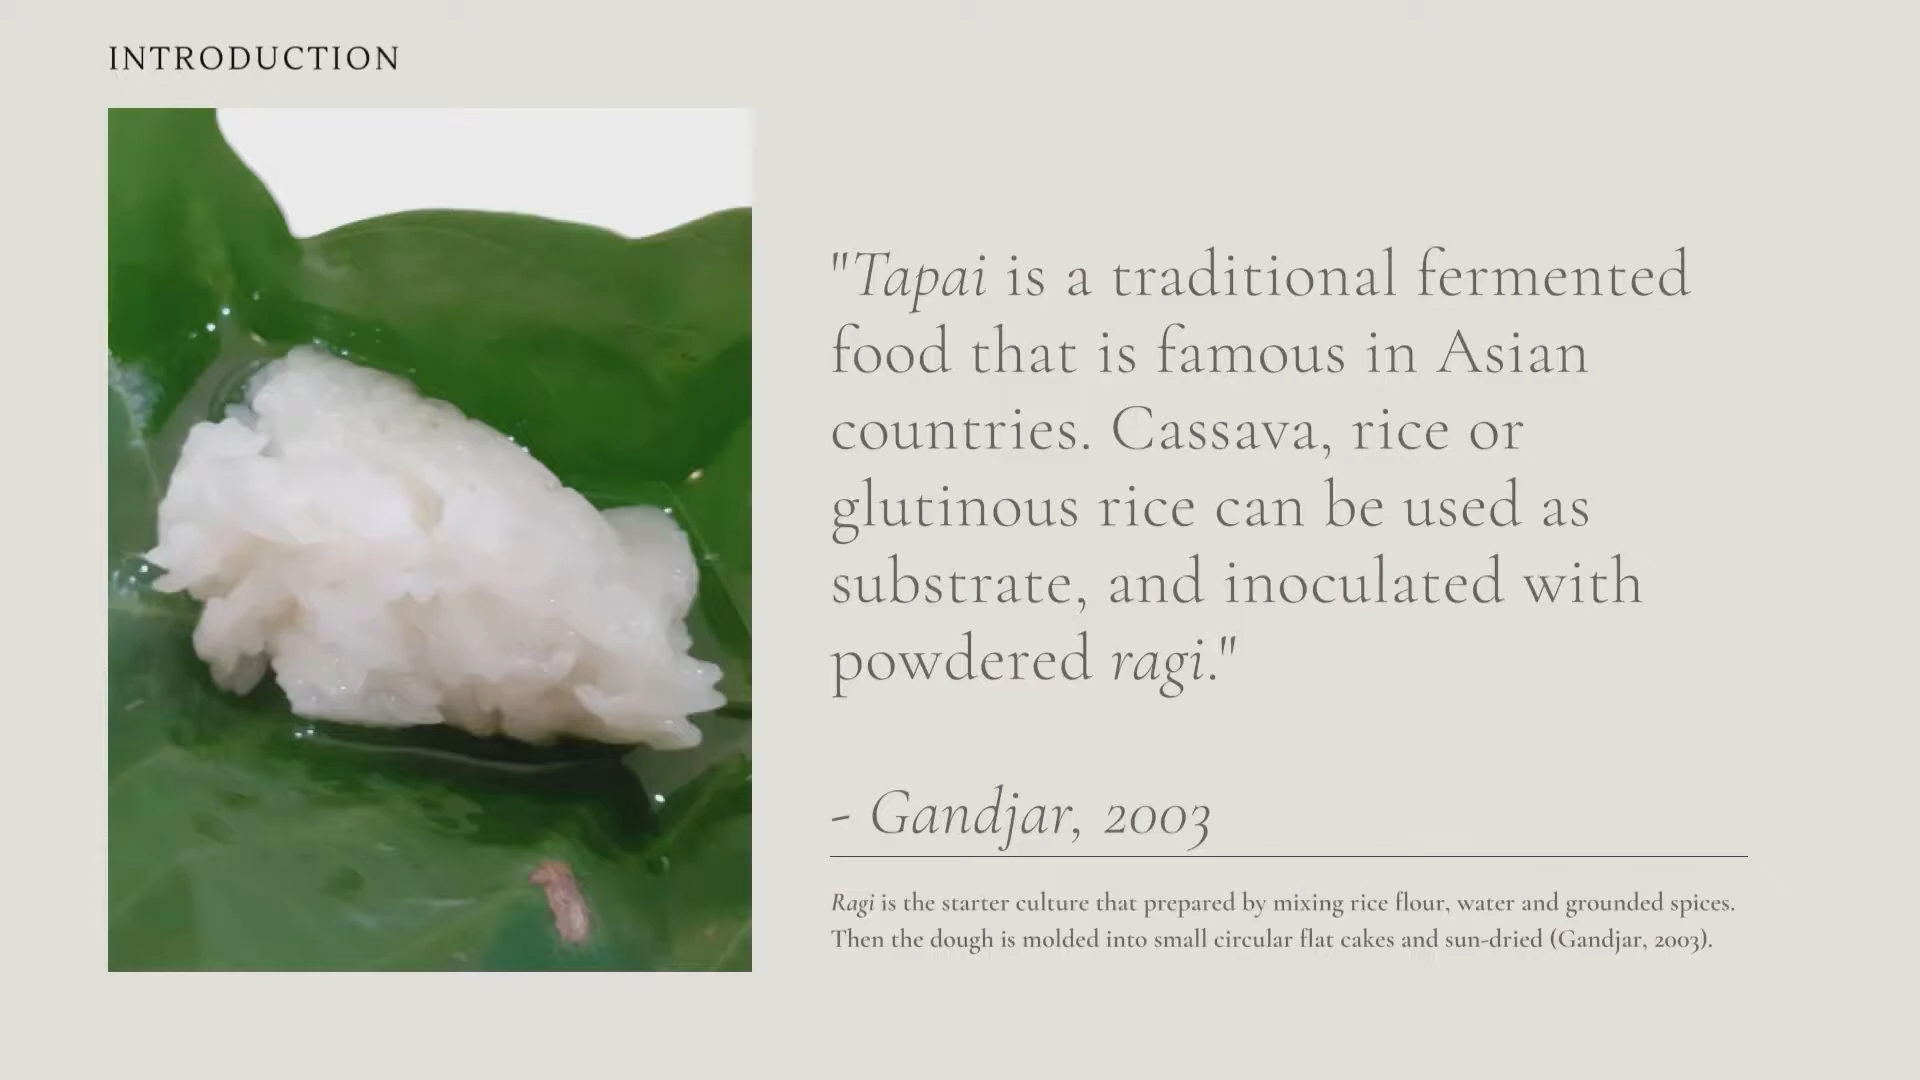 INTRODUCTION
"Tapai is a traditional fermented
food that is famous in Asian
countries. Cassava, rice or
glutinous rice can be used as
substrate, and inoculated with
powdered ragi."
- Gandjar, 2003
Ragi is the starter culture that prepared by mixing rice flour, water and grounded spices.
Then the dough is molded into small circular flat cakes and sun-dried (Gandjar, 2003).